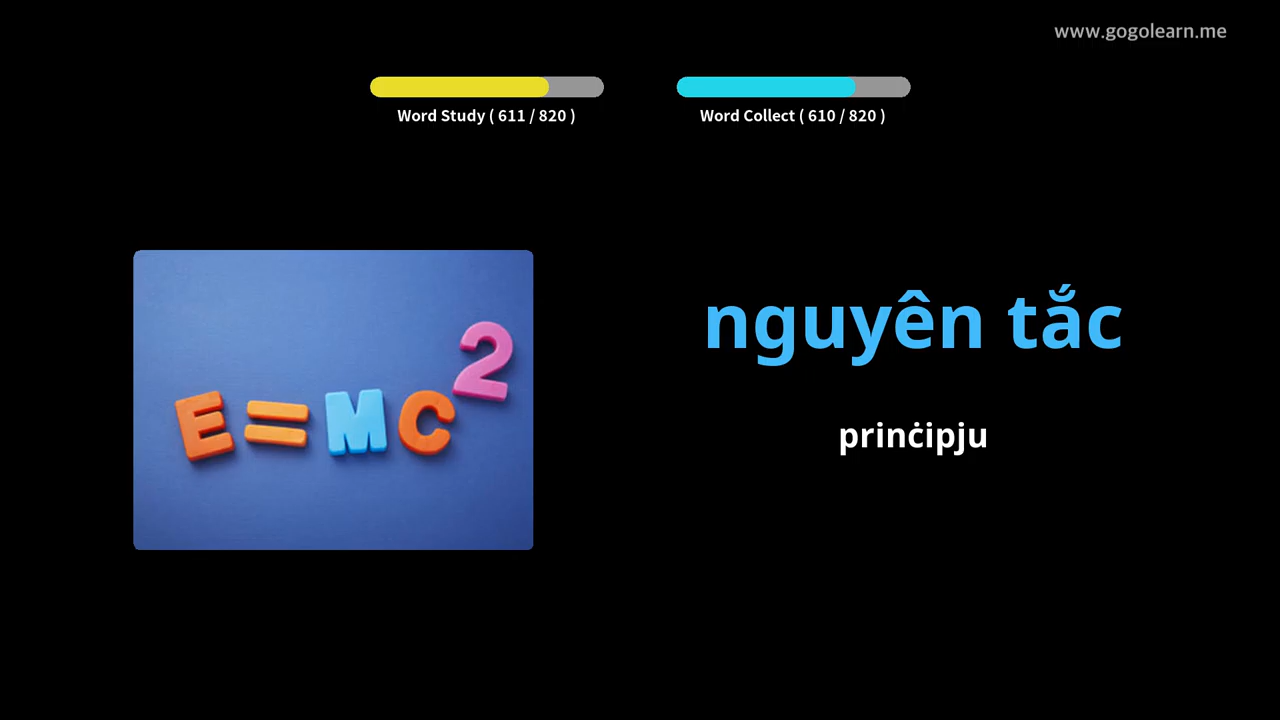 www.gogolearn.me
Word Study ( 611 / 820 )
Word Collect ( 610 / 820 )
E=MC2
nguyên tắc
prinċipju